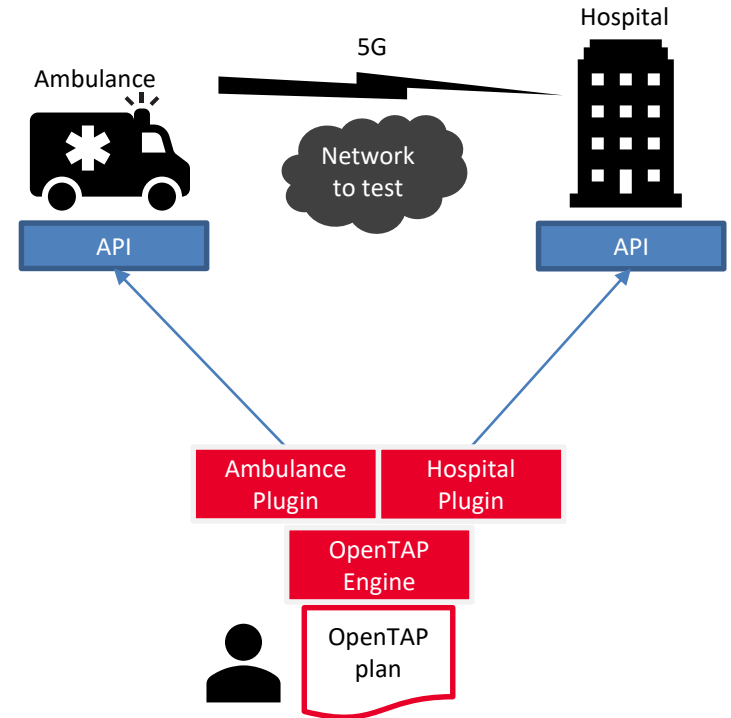 Hospital
5G
Ambulance
Network
to test
API
API
Ambulance
Plugin
Hospital
Plugin
OpenTAP
Engine
OpenTAP
plan